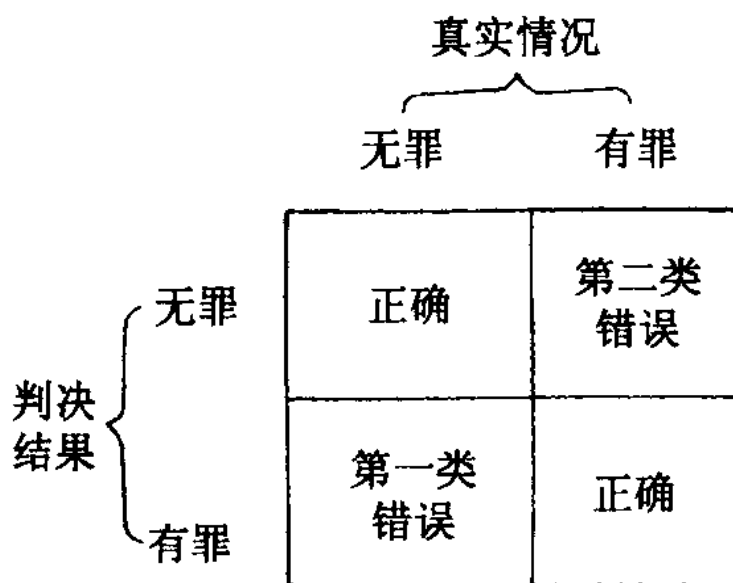 真实情况
无罪 有罪
无罪 正确 第二类
错误
判决
结果
有罪 第一类
错误 正确